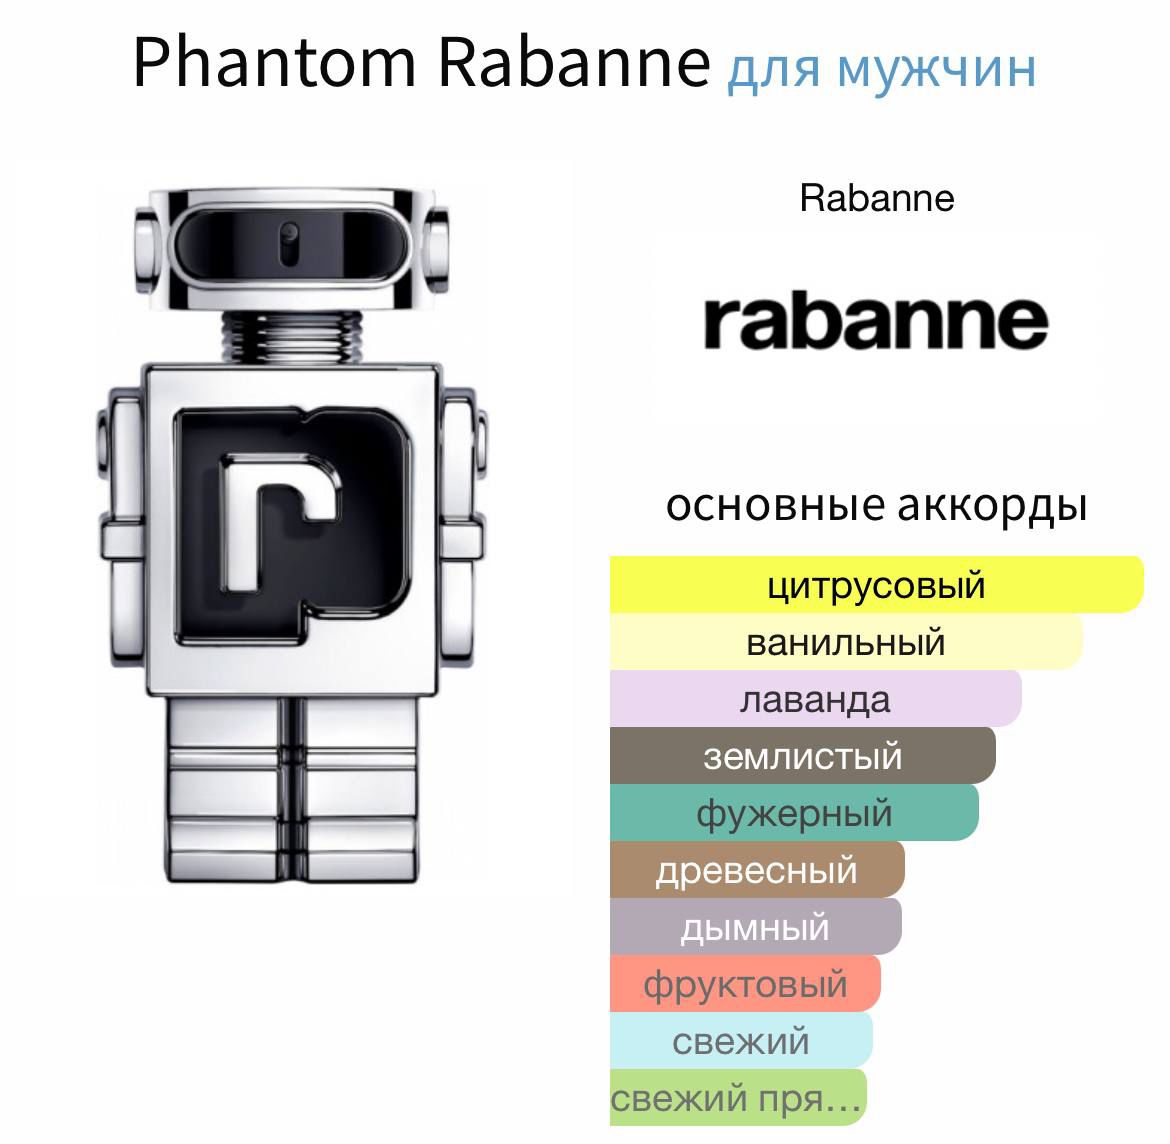 Phantom Rabanne для мужчин
Rabanne
rabanne
r
основные аккорды
цитрусовый
ванильный
лаванда
землистый
фужерный
древесный
дымный
фруктовый
свежий
свежий пря...